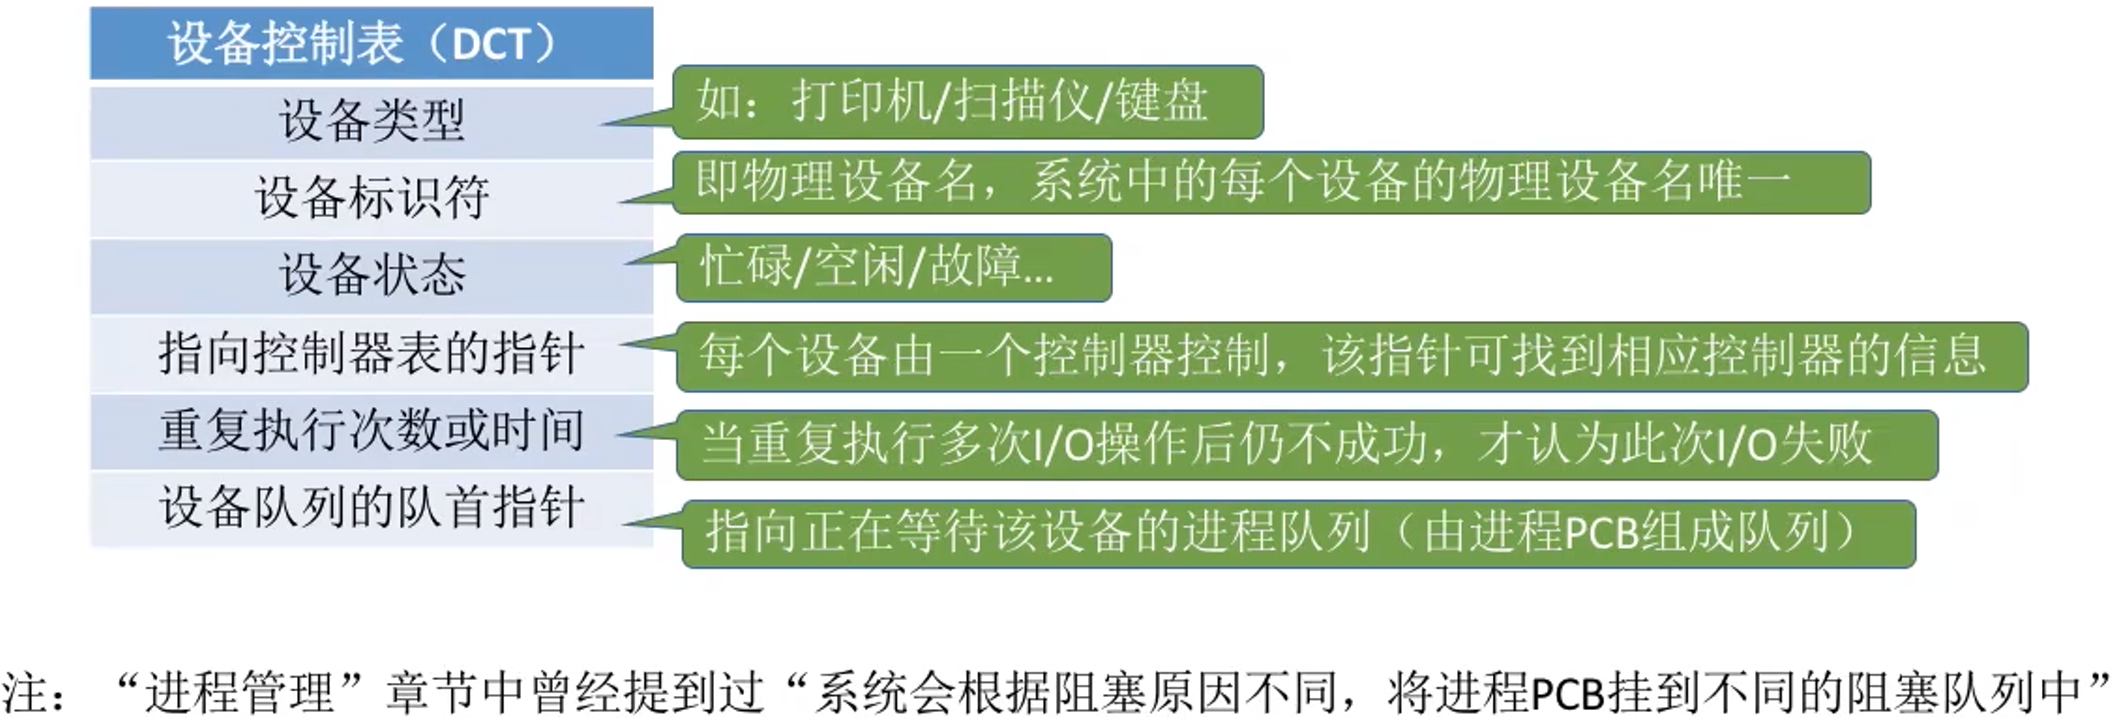 设备控制表（DCT）
设备类型
如：打印机/扫描仪/键盘
设备标识符
即物理设备名，系统中的每个设备的物理设备名唯一
设备状态
忙碌/空闲/故障...
指向控制器表的指针
每个设备由一个控制器控制，该指针可找到相应控制器的信息
重复执行次数或时间
当重复执行多次I/O操作后仍不成功，才认为此次I/O失败
设备队列的队首指针
指向正在等待该设备的进程队列（由进程PCB组成队列）
注：“进程管理”章节中曾经提到过“系统会根据阻塞原因不同，将进程PCB挂到不同的阻塞队列中”